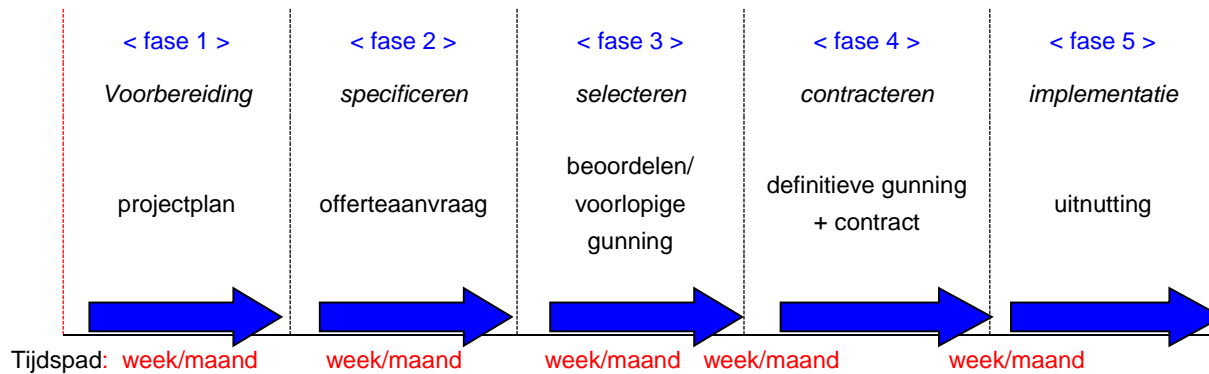 < fase 1 > < fase 2 > < fase 3 > < fase 4 > < fase 5 >
Voorbereiding specificeren selecteren contracteren implementatie
projectplan offerteaanvraag beoordelen/
voorlopige
gunning definitieve gunning
+ contract uitnutting
Tijdspad: week/maand week/maand week/maand week/maand week/maand